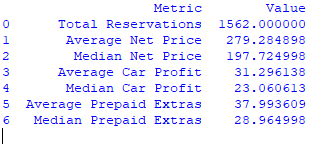 Metric Value
0 Total Reservations 1562.000000
1 Average Net Price 279.284898
2 Median Net Price 197.724998
3 Average Car Profit 31.296138
4 Median Car Profit 23.060613
5 Average Prepaid Extras 37.993609
6 Median Prepaid Extras 28.964998